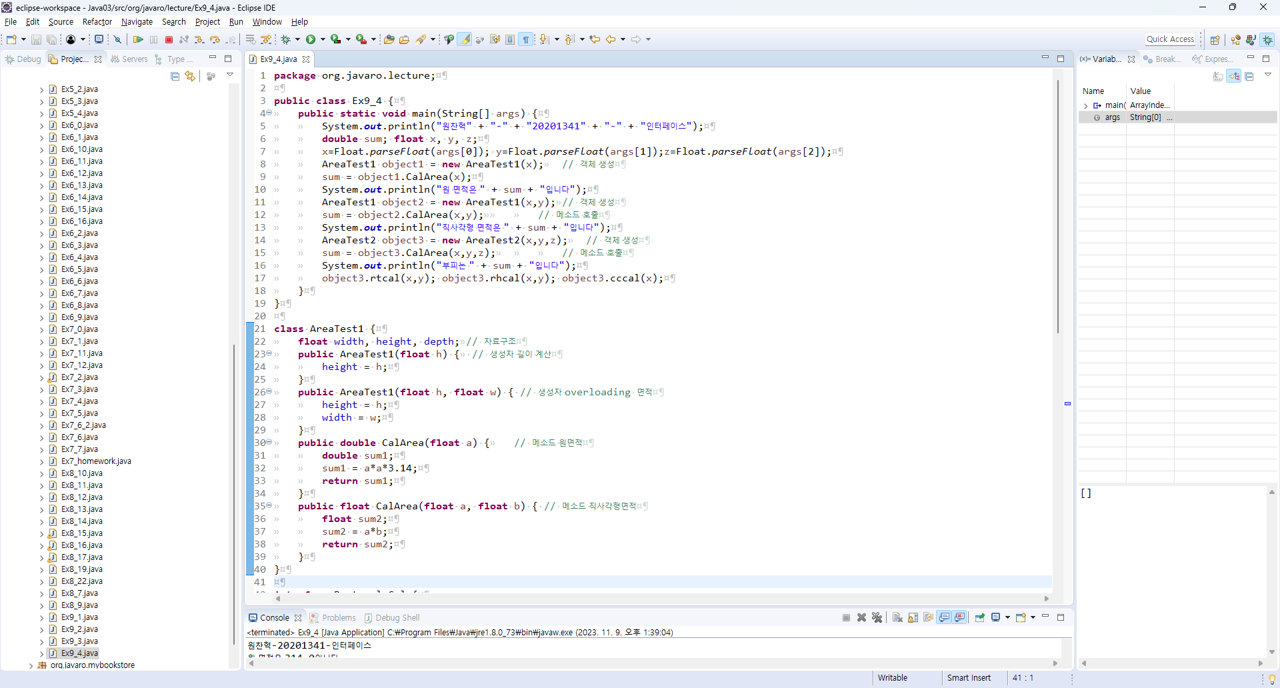 eclipse-workspace - Java03/src/org/javaro/lecture/Ex9_4.java - Eclipse IDE
File Edit Source Refactor Navigate Search Project Run Window Help
Quick Access
Debug Projec... Servers Type ...
Ex5_2.java
Ex5_3.java
Ex5_4.java
Ex6_0.java
Ex6_1.java
Ex6_10.java
Ex6_11.java
Ex6_12.java
Ex6_13.java
Ex6_14.java
Ex6_15.java
Ex6_16.java
Ex6_2.java
Ex6_3.java
Ex6_4.java
Ex6_5.java
Ex6_6.java
Ex6_7.java
Ex6_8.java
Ex6_9.java
Ex7_0.java
Ex7_1.java
Ex7_11.java
Ex7_12.java
Ex7_2.java
Ex7_3.java
Ex7_4.java
Ex7_5.java
Ex7_6_2.java
Ex7_6.java
Ex7_7.java
Ex7_homework.java
Ex8_10.java
Ex8_11.java
Ex8_12.java
Ex8_13.java
Ex8_14.java
Ex8_15.java
Ex8_16.java
Ex8_17.java
Ex8_19.java
Ex8_22.java
Ex8_7.java
Ex8_9.java
Ex9_1.java
Ex9_2.java
Ex9_3.java
Ex9_4.java
org.javaro.mybookstore
Ex9_4.java
1 package org.javaro.lecture;
2
3 public class Ex9_4 {
4 public static void main(String[] args) {
5 System.out.println("원찬혁" + "-" + "20201341" + "-" + "인터페이스");
6 double sum; float x, y, z;
7 x=Float.parseFloat(args[0]); y=Float.parseFloat(args[1]);z=Float.parseFloat(args[2]);
8 AreaTest1 object1 = new AreaTest1(x); // 객체 생성
9 sum = object1.CalArea(x);
10 System.out.println("원 면적은 " + sum + "입니다");
11 AreaTest1 object2 = new AreaTest1(x,y); // 객체 생성
12 sum = object2.CalArea(x,y); // 메소드 호출
13 System.out.println("직사각형 면적은 " + sum + "입니다");
14 AreaTest2 object3 = new AreaTest2(x,y,z); // 객체 생성
15 sum = object3.CalArea(x,y,z); // 메소드 호출
16 System.out.println("부피는 " + sum + "입니다");
17 object3.rtcal(x,y); object3.rhcal(x,y); object3.cccal(x);
18 }
19 }
20
21 class AreaTest1 {
22 float width, height, depth; // 자료구조
23 public AreaTest1(float h) { // 생성자 길이 계산
24 height = h;
25 }
26 public AreaTest1(float h, float w) { // 생성자 overloading 면적
27 height = h;
28 width = w;
29 }
30 public double CalArea(float a) { // 메소드 원면적
31 double sum1;
32 sum1 = a*a*3.14;
33 return sum1;
34 }
35 public float CalArea(float a, float b) { // 메소드 직사각형면적
36 float sum2;
37 sum2 = a*b;
38 return sum2;
39 }
40 }
41
Console Problems Debug Shell
<terminated> Ex9_4 [Java Application] C:₩Program Files₩Java₩jre1.8.0_73₩bin₩javaw.exe (2023. 11. 9. 오후 1:39:04)
원찬혁-20201341-인터페이스
Variab... Break... Expres...
Name Value
main( ArrayInde...
args String[0] ...
[]
Writable Smart Insert 41 : 1